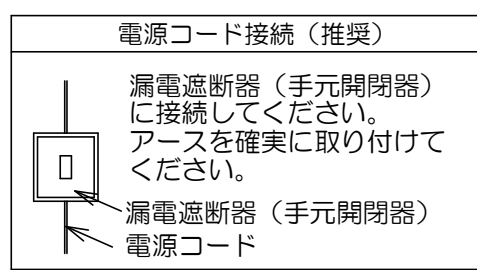 電源コード接続（推奨）
漏電遮断器（手元開閉器）
に接続してください。
アースを確実に取り付けて
ください。
漏電遮断器（手元開閉器）
電源コード